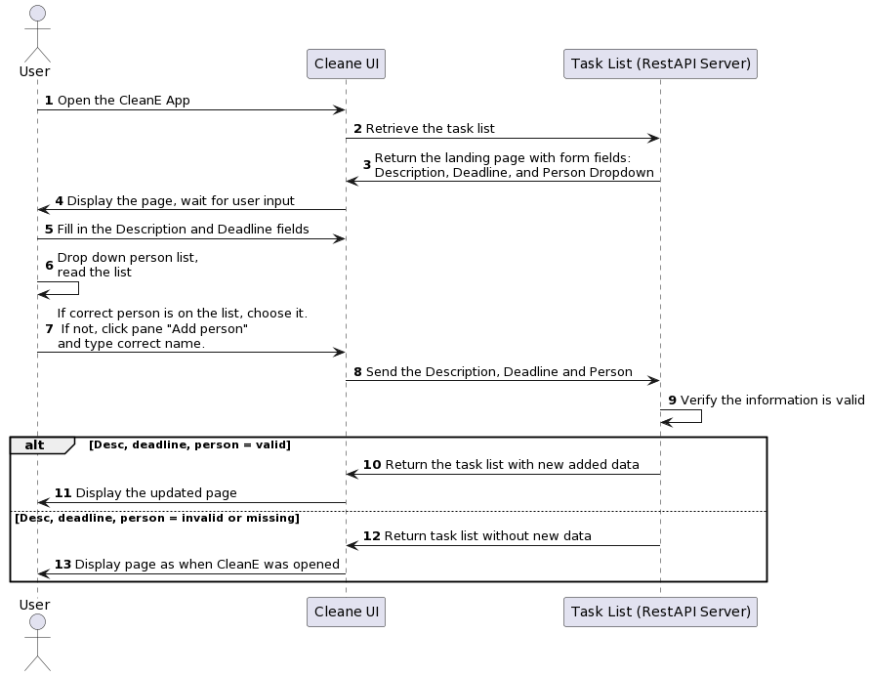 User
Cleane UI
Task List (RestAPI Server)
1 Open the CleanE App
2 Retrieve the task list
3 Return the landing page with form fields:
Description, Deadline, and Person Dropdown
4 Display the page, wait for user input
5 Fill in the Description and Deadline fields
6 Drop down person list,
read the list
If correct person is on the list, choose it.
7 If not, click pane "Add person"
and type correct name.
8 Send the Description, Deadline and Person
9 Verify the information is valid
alt [Desc, deadline, person = valid]
10 Return the task list with new added data
11 Display the updated page
[Desc, deadline, person = invalid or missing]
12 Return task list without new data
13 Display page as when CleanE was opened
User
Cleane UI
Task List (RestAPI Server)